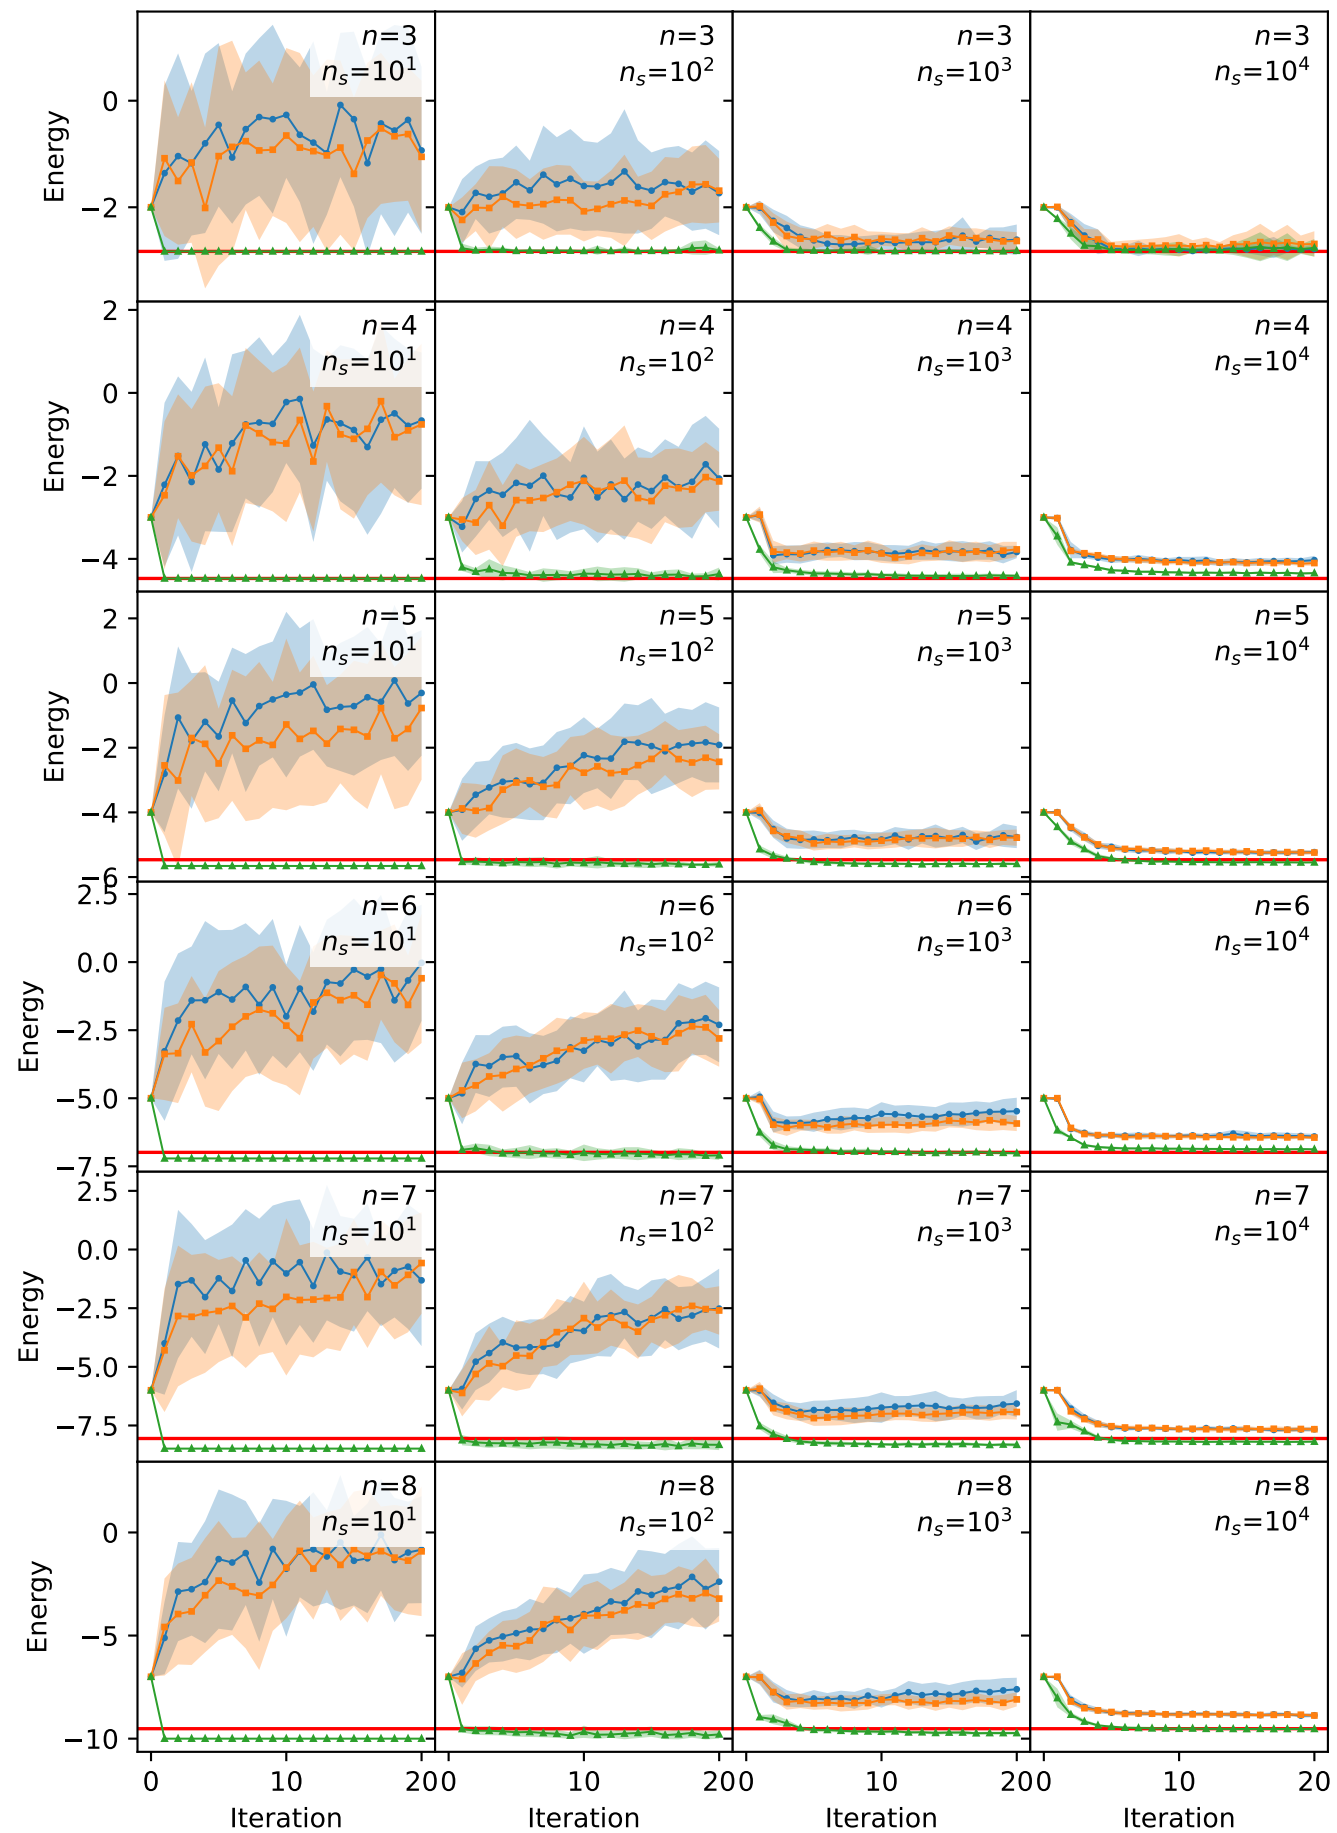 n=3
n_s=10^1
n=3
n_s=10^2
n=3
n_s=10^3
n=3
n_s=10^4
0
−2
Energy
n=4
n_s=10^1
n=4
n_s=10^2
n=4
n_s=10^3
n=4
n_s=10^4
2
0
−2
−4
Energy
n=5
n_s=10^1
n=5
n_s=10^2
n=5
n_s=10^3
n=5
n_s=10^4
2
0
−2
−4
−6
Energy
n=6
n_s=10^1
n=6
n_s=10^2
n=6
n_s=10^3
n=6
n_s=10^4
2.5
0.0
−2.5
−5.0
−7.5
Energy
n=7
n_s=10^1
n=7
n_s=10^2
n=7
n_s=10^3
n=7
n_s=10^4
2.5
0.0
−2.5
−5.0
−7.5
Energy
n=8
n_s=10^1
n=8
n_s=10^2
n=8
n_s=10^3
n=8
n_s=10^4
0
−5
−10
Energy
0 10 20 0 10 20 0 10 20 0 10 20
Iteration Iteration Iteration Iteration